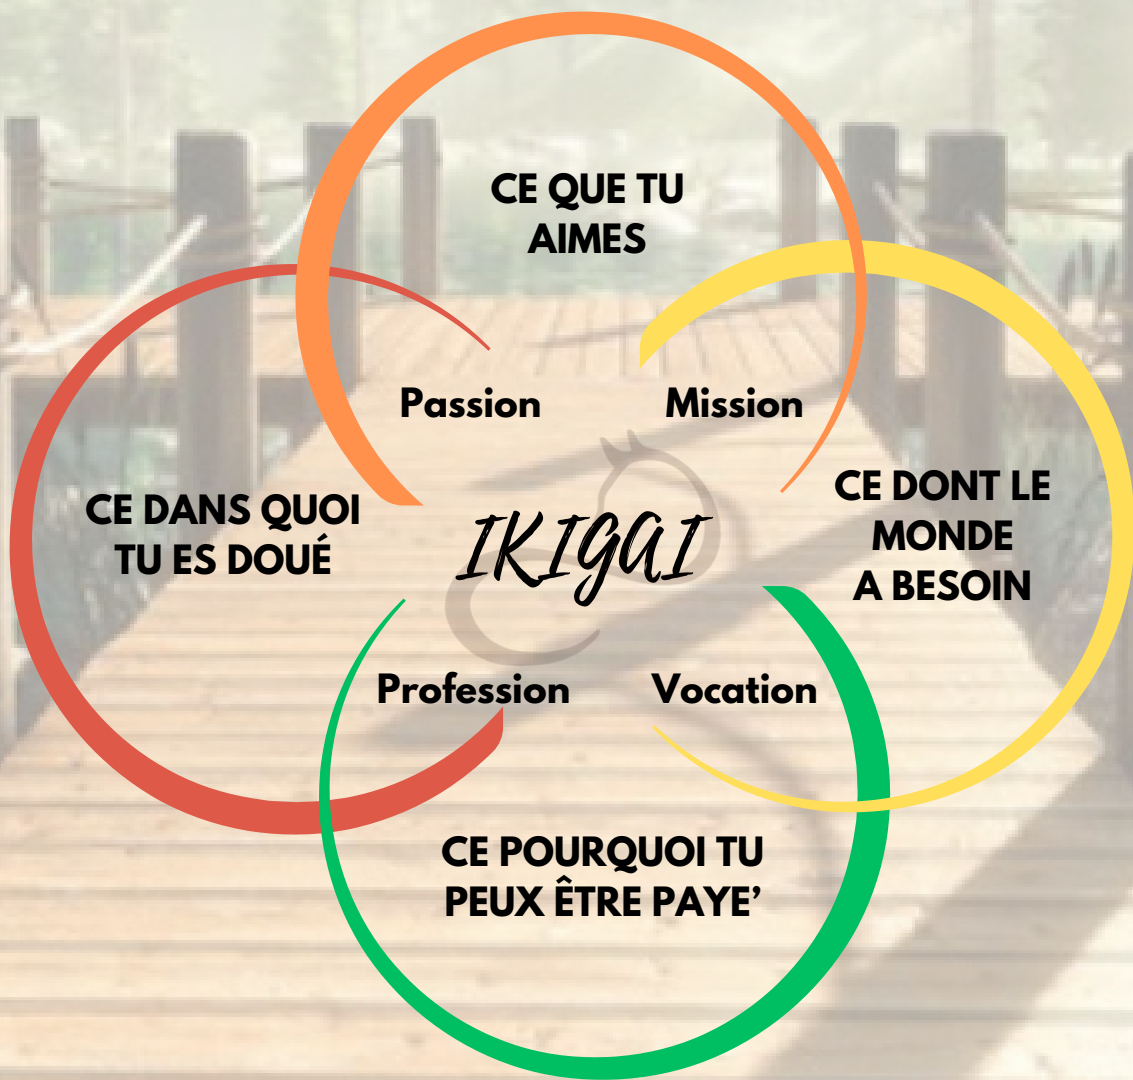 CE QUE TU
AIMES
Passion
Mission
CE DANS QUOI
TU ES DOUÉ
IKIGAI
CE DONT LE
MONDE
A BESOIN
Profession
Vocation
CE POURQUOI TU
PEUX ÊTRE PAYE’